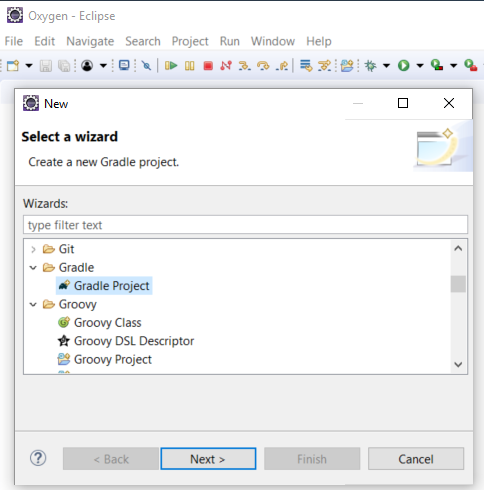 Oxygen - Eclipse
File Edit Navigate Search Project Run Window Help
New
Select a wizard
Create a new Gradle project.
Wizards:
type filter text
Git
Gradle
Gradle Project
Groovy
Groovy Class
Groovy DSL Descriptor
Groovy Project
< Back Next > Finish Cancel